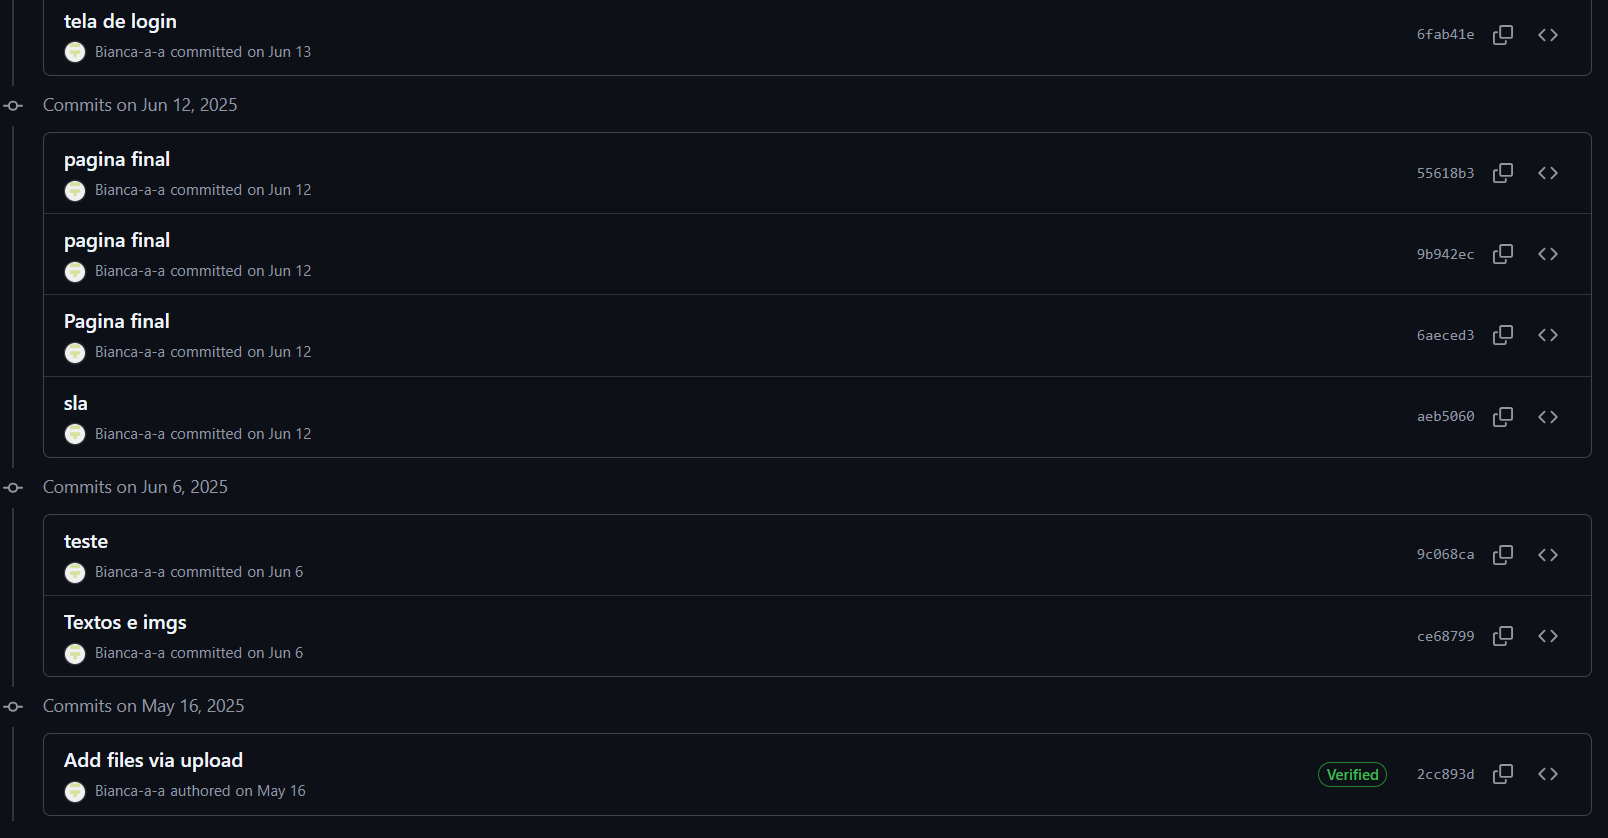 tela de login
Bianca-a-a committed on Jun 13
6fab41e
Commits on Jun 12, 2025
pagina final
Bianca-a-a committed on Jun 12
55618b3
pagina final
Bianca-a-a committed on Jun 12
9b942ec
Pagina final
Bianca-a-a committed on Jun 12
6aeced3
sla
Bianca-a-a committed on Jun 12
aeb5060
Commits on Jun 6, 2025
teste
Bianca-a-a committed on Jun 6
9c068ca
Textos e imgs
Bianca-a-a committed on Jun 6
ce68799
Commits on May 16, 2025
Add files via upload
Bianca-a-a authored on May 16
Verified
2cc893d